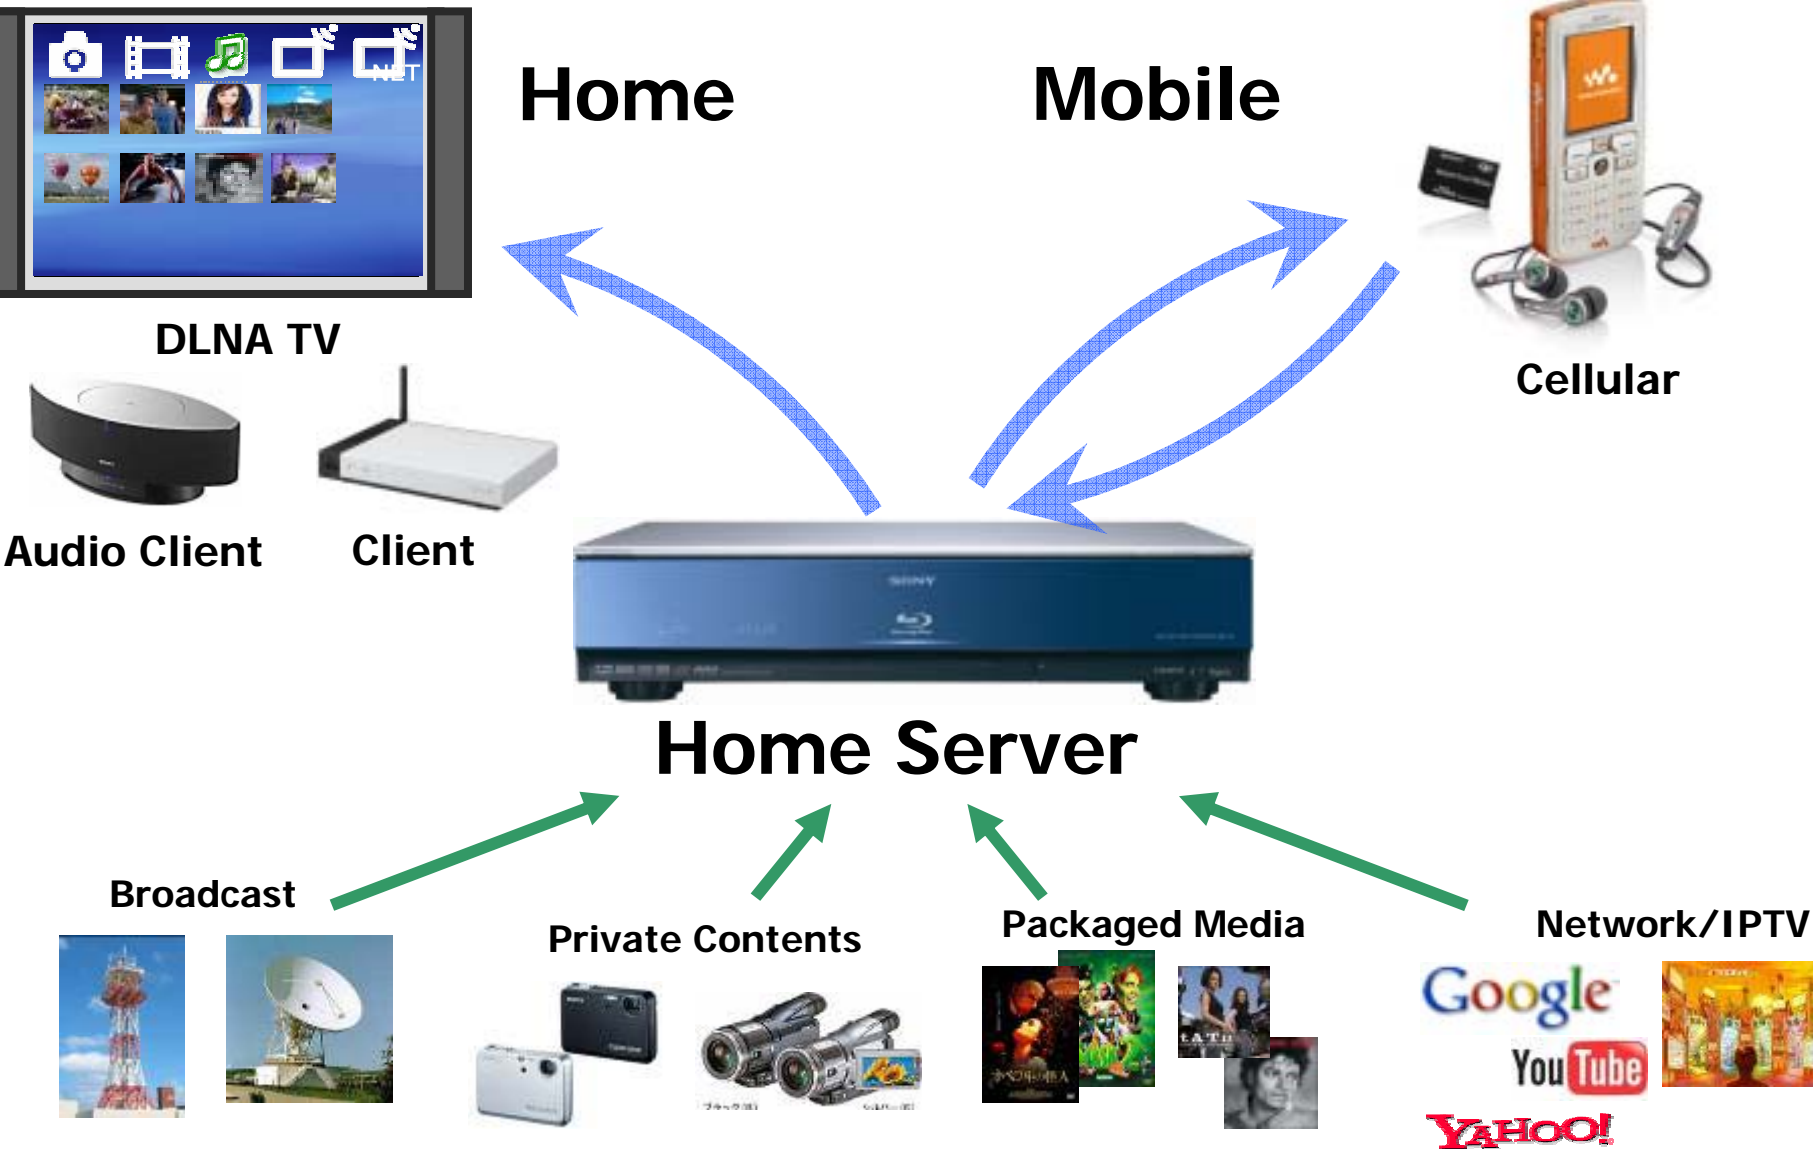 NET
Home
Mobile
DLNA TV
Cellular
Audio Client
Client
SONY
Home Server
Broadcast
Private Contents
Packaged Media
Network/IPTV
Google
YouTube
t.A.T.u.
YAHOO!